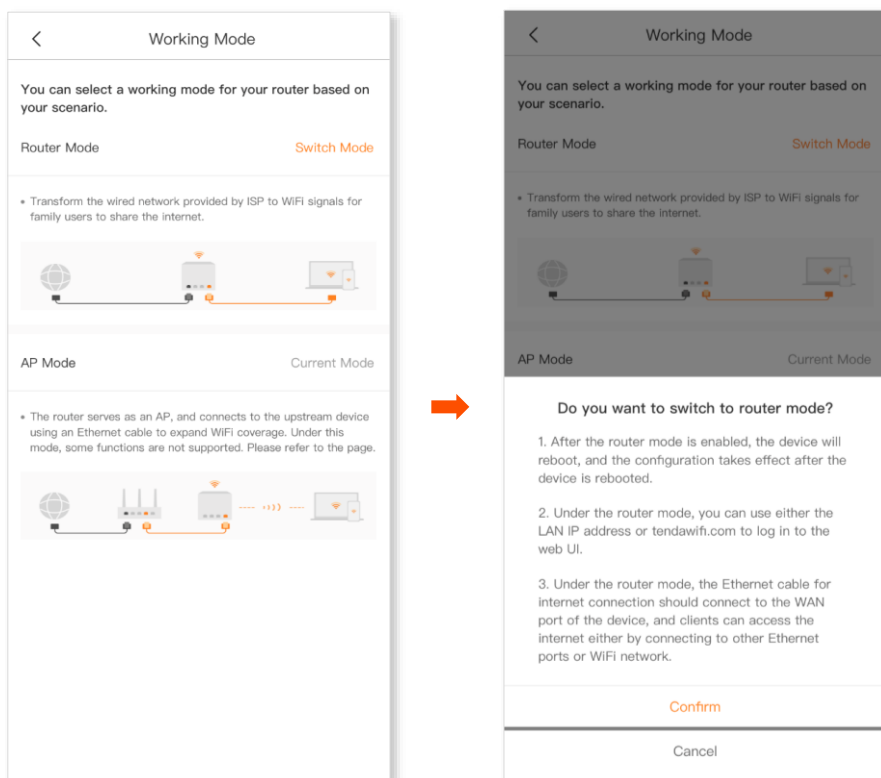 Working Mode
You can select a working mode for your router based on
your scenario.
Router Mode
Switch Mode
• Transform the wired network provided by ISP to WiFi signals for
family users to share the internet.
AP Mode
Current Mode
• The router serves as an AP, and connects to the upstream device
using an Ethernet cable to expand WiFi coverage. Under this
mode, some functions are not supported. Please refer to the page.
Working Mode
You can select a working mode for your router based on
your scenario.
Router Mode
Switch Mode
• Transform the wired network provided by ISP to WiFi signals for
family users to share the internet.
AP Mode
Current Mode
Do you want to switch to router mode?
1. After the router mode is enabled, the device will
reboot, and the configuration takes effect after the
device is rebooted.
2. Under the router mode, you can use either the
LAN IP address or tendawifi.com to log in to the
web UI.
3. Under the router mode, the Ethernet cable for
internet connection should connect to the WAN
port of the device, and clients can access the
internet either by connecting to other Ethernet
ports or WiFi network.
Confirm
Cancel